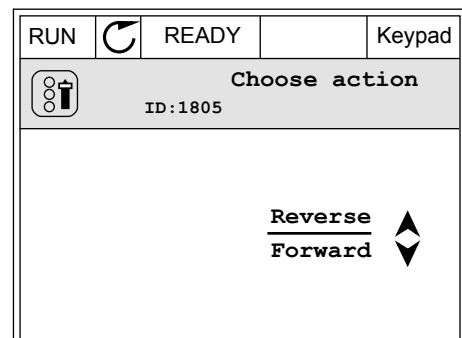 RUN READY Keypad
Choose action
ID:1805
Reverse
Forward